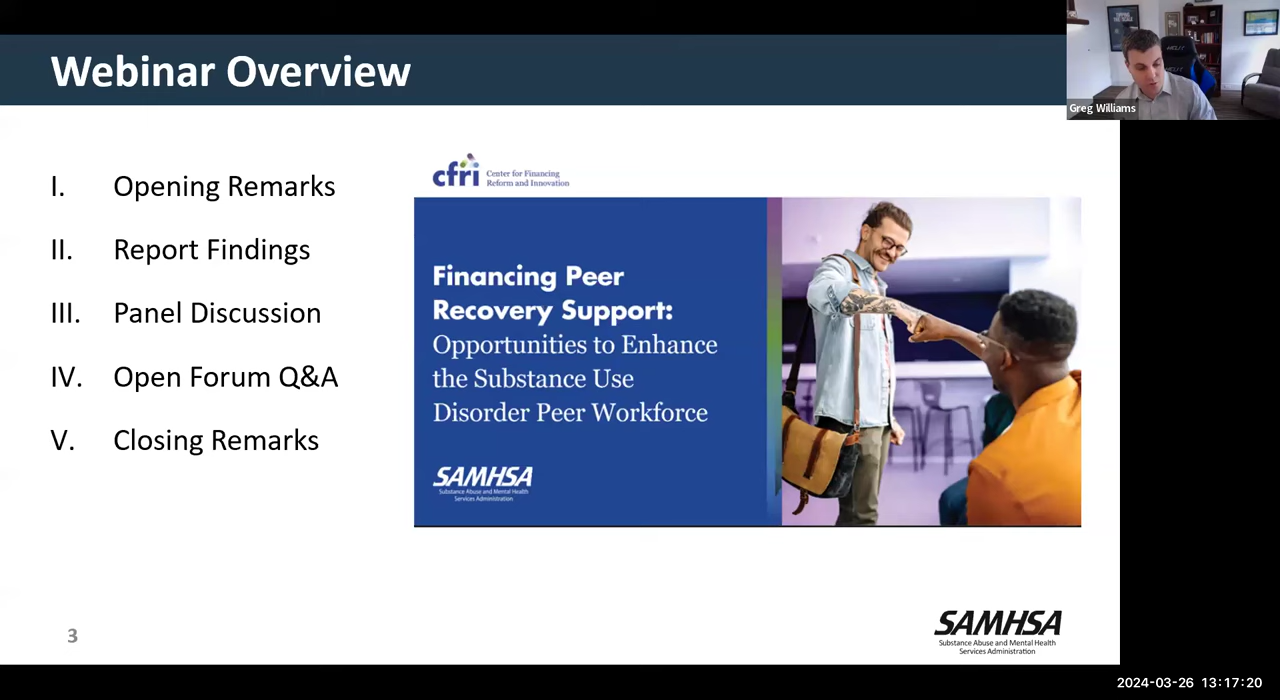 Webinar Overview
Greg Williams
I. Opening Remarks
II. Report Findings
III. Panel Discussion
IV. Open Forum Q&A
V. Closing Remarks
cfri Center for Financing
Reform and Innovation
Financing Peer
Recovery Support:
Opportunities to Enhance
the Substance Use
Disorder Peer Workforce
SAMHSA
Substance Abuse and Mental Health
Services Administration
3
SAMHSA
Substance Abuse and Mental Health
Services Administration
2024-03-26 13:17:20